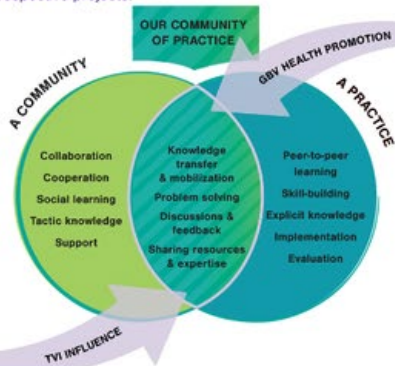 respective projects.
OUR COMMUNITY
OF PRACTICE
GBV HEALTH PROMOTION
A COMMUNITY
A PRACTICE
Collaboration
Cooperation
Social learning
Tactic knowledge
Support
Knowledge
transfer
& mobilization
Problem solving
Discussions &
feedback
Sharing resources
& expertise
Peer-to-peer
learning
Skill-building
Explicit knowledge
Implementation
Evaluation
TVI INFLUENCE